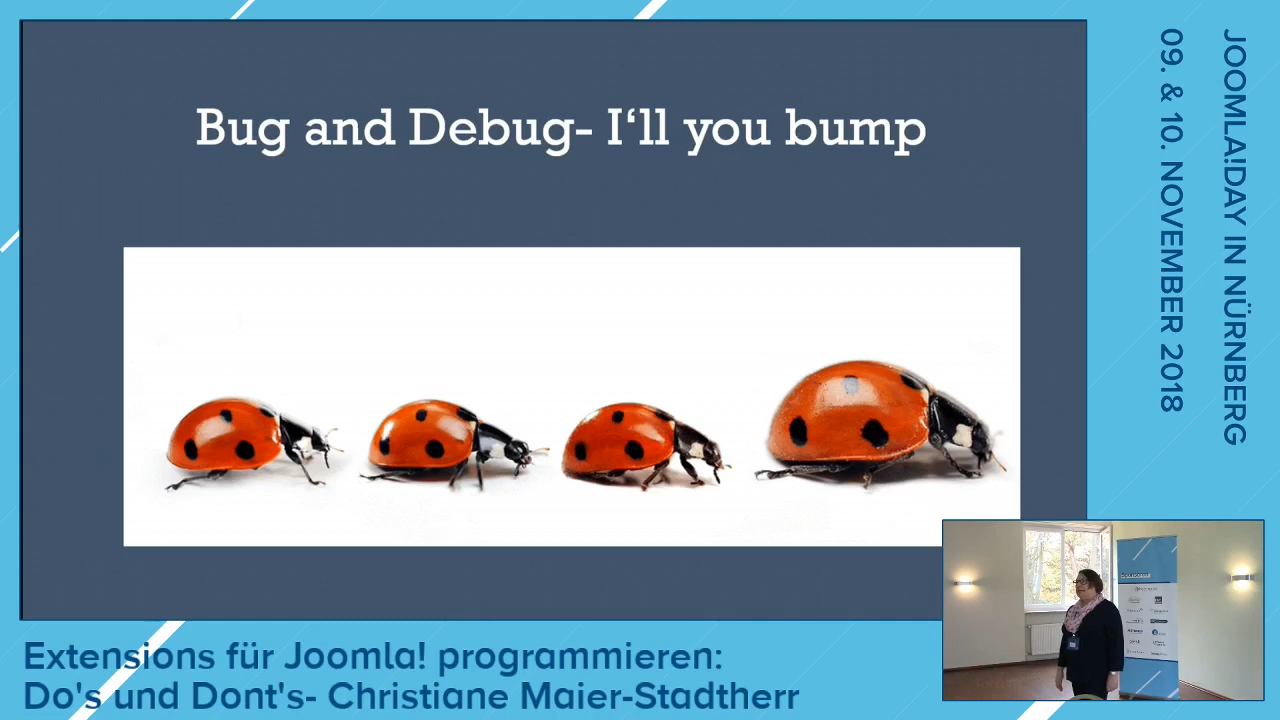 Bug and Debug- I‘ll you bump
JOOMLA!DAY IN NÜRNBERG
09. & 10. NOVEMBER 2018
Extensions für Joomla! programmieren:
Do's und Dont's- Christiane Maier-Stadtherr